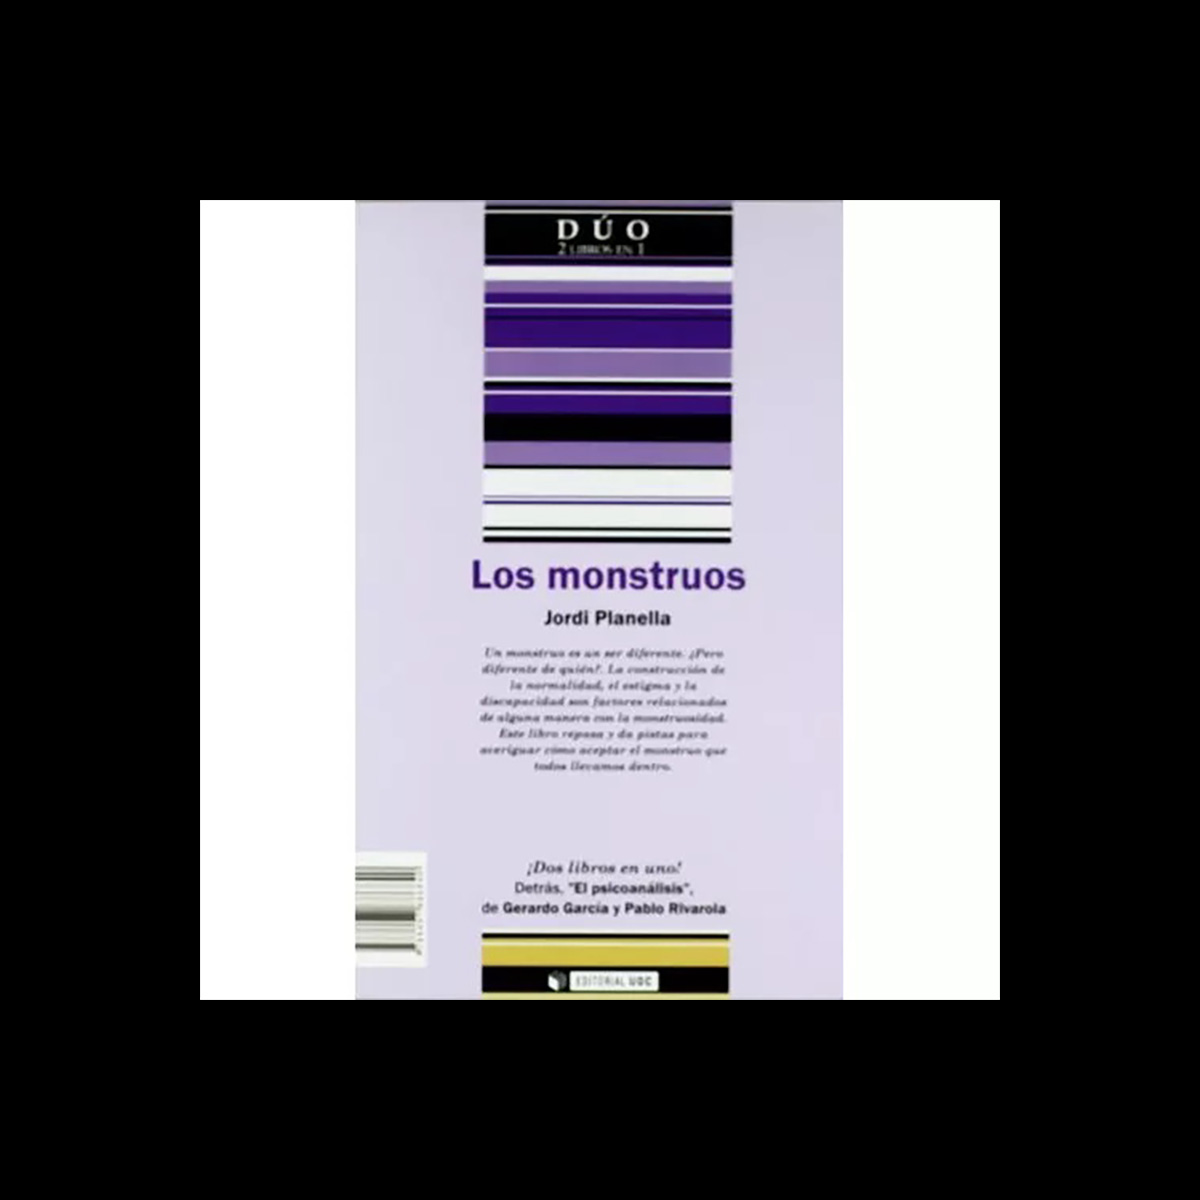 DÚO
2 LIBROS EN 1
Los monstruos
Jordi Planella
Un monstruo es un ser diferente. ¿Pero
diferente de quién?. La construcción de
la normalidad, el estigma y la
discapacidad son factores relacionados
de alguna manera con la monstruosidad.
Este libro repasa y da pistas para
averiguar cómo aceptar el monstruo que
todos llevamos dentro.
¡Dos libros en uno!
Detrás, "El psicoanálisis",
de Gerardo García y Pablo Rivarola
EDITORIAL UOC